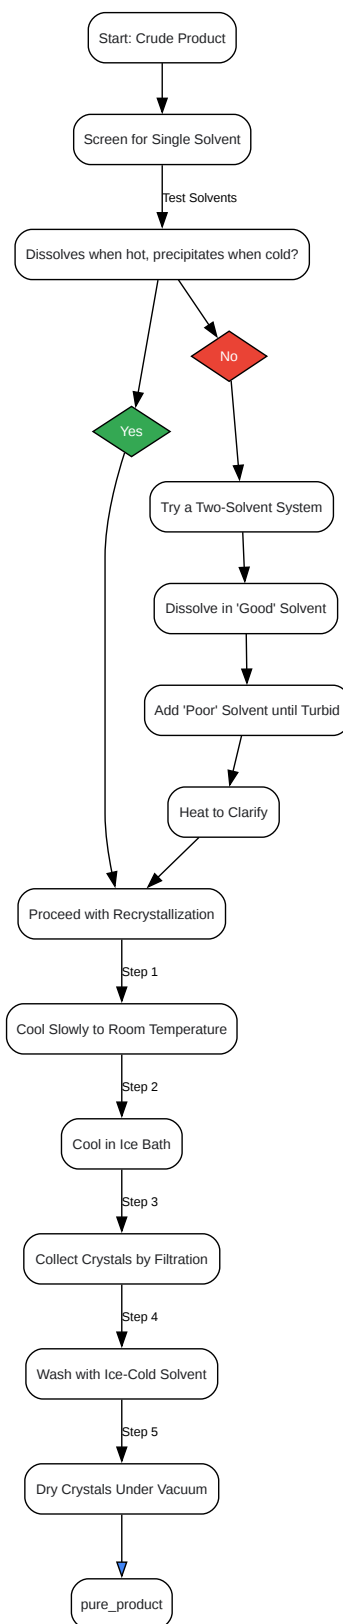 Start: Crude Product
Screen for Single Solvent
Test Solvents
Dissolves when hot, precipitates when cold?
No
Yes
Try a Two-Solvent System
Dissolve in 'Good' Solvent
Add 'Poor' Solvent until Turbid
Heat to Clarify
Proceed with Recrystallization
Step 1
Cool Slowly to Room Temperature
Step 2
Cool in Ice Bath
Step 3
Collect Crystals by Filtration
Step 4
Wash with Ice-Cold Solvent
Step 5
Dry Crystals Under Vacuum
pure_product